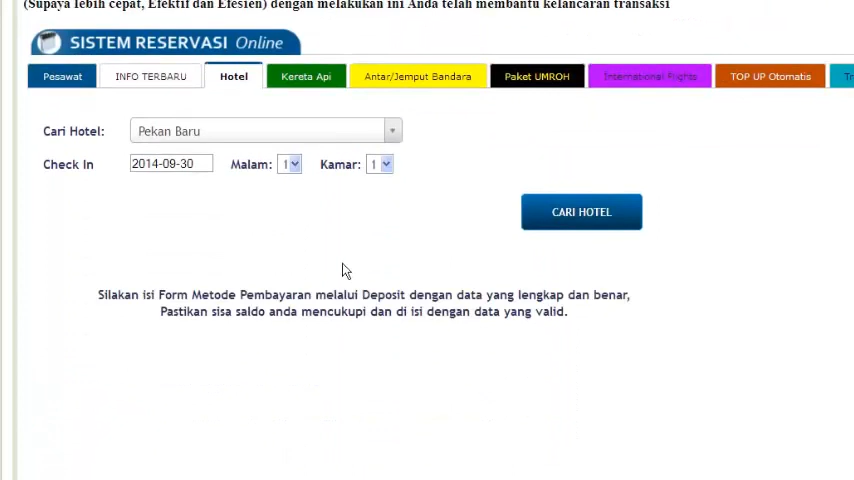 (Supaya lebih cepat, Efektif dan Efesien) dengan melakukan ini Anda telah membantu kelancaran transaksi
SISTEM RESERVASI Online
Pesawat INFO TERBARU Hotel Kereta Api Antar/Jemput Bandara Paket UMROH International Flights TOP UP Otomatis Tr
Cari Hotel: Pekan Baru
Check In 2014-09-30 Malam: 1 Kamar: 1
CARI HOTEL
Silakan isi Form Metode Pembayaran melalui Deposit dengan data yang lengkap dan benar,
Pastikan sisa saldo anda mencukupi dan di isi dengan data yang valid.